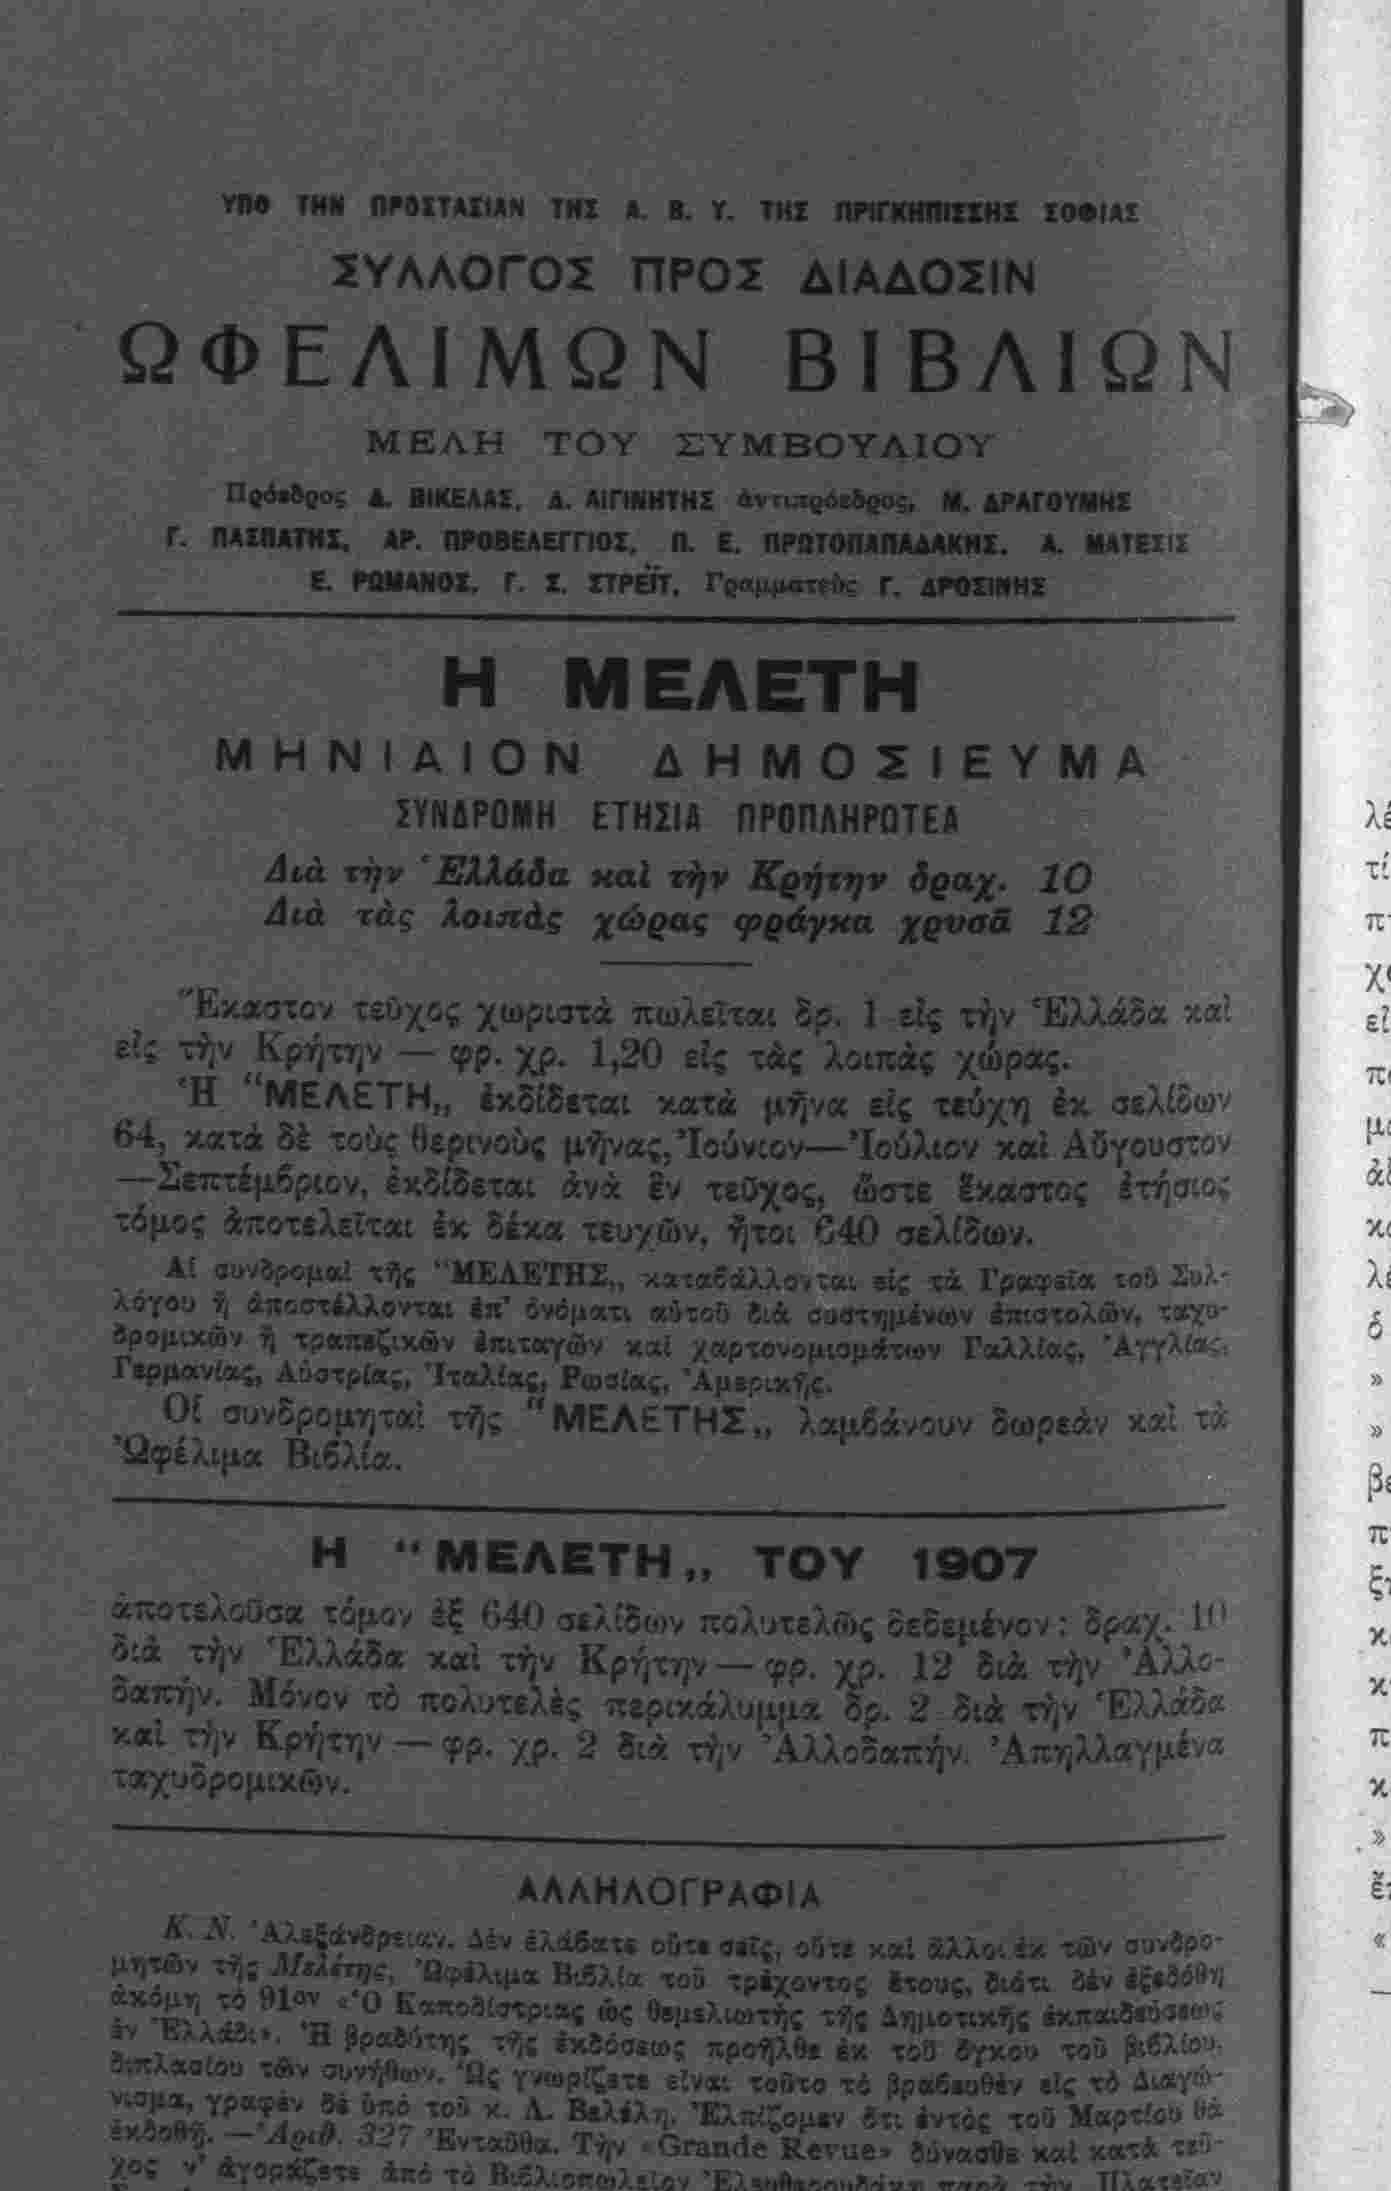 ΥΠΟ ΤΗΝ ΠΡΟΣΤΑΣΙΑΝ ΤΗΣ Α. Β. Υ. ΤΗΣ ΠΡΙΓΚΗΠΙΣΣΗΣ ΣΟΦΙΑΣ
ΣΥΛΛΟΓΟΣ ΠΡΟΣ ΔΙΑΔΟΣΙΝ
ΩΦΕΛΙΜΩΝ ΒΙΒΛΙΩΝ
ΜΕΛΗ ΤΟΥ ΣΥΜΒΟΥΛΙΟΥ
Πρόεδρος Δ. ΒΙΚΕΛΑΣ, Δ. ΑΙΓΙΝΗΤΗΣ ἀντιπρόεδρος, Μ. ΔΡΑΓΟΥΜΗΣ
Γ. ΠΑΣΠΑΤΗΣ, ΑΡ. ΠΡΟΒΕΛΕΓΓΙΟΣ, Π. Ε. ΠΡΩΤΟΠΑΠΑΔΑΚΗΣ, Α. ΜΑΤΕΣΙΣ
Ε. ΡΩΜΑΝΟΣ, Γ. Σ. ΣΤΡΕΪΤ, Γραμματεὺς Γ. ΔΡΟΣΙΝΗΣ
Η ΜΕΛΕΤΗ
ΜΗΝΙΑΙΟΝ ΔΗΜΟΣΙΕΥΜΑ
ΣΥΝΔΡΟΜΗ ΕΤΗΣΙΑ ΠΡΟΠΛΗΡΩΤΕΑ
Διὰ τὴν Ἑλλάδα καὶ τὴν Κρήτην δραχ. 10
Διὰ τὰς λοιπὰς χώρας φράγκα χρυσᾶ 12
Ἕκαστον τεῦχος χωριστὰ πωλεῖται δρ. 1 εἰς τὴν Ἑλλάδα καὶ
εἰς τὴν Κρήτην — φρ. χρ. 1,20 εἰς τὰς λοιπὰς χώρας.
Ἡ “ΜΕΛΕΤΗ„ ἐκδίδεται κατὰ μῆνα εἰς τεύχη ἐκ σελίδων
64, κατὰ δὲ τοὺς θερινοὺς μῆνας, Ἰούνιον—Ἰούλιον καὶ Αὔγουστον
—Σεπτέμβριον, ἐκδίδεται ἀνὰ ἓν τεῦχος, ὥστε ἕκαστος ἐτήσιος
τόμος ἀποτελεῖται ἐκ δέκα τευχῶν, ἤτοι 640 σελίδων.
Αἱ συνδρομαὶ τῆς “ΜΕΛΕΤΗΣ„ καταβάλλονται εἰς τὰ Γραφεῖα τοῦ Συλ-
λόγου ἢ ἀποστέλλονται ἐπ’ ὀνόματι αὐτοῦ διὰ συστημένων ἐπιστολῶν, ταχυ-
δρομικῶν ἢ τραπεζικῶν ἐπιταγῶν καὶ χαρτονομισμάτων Γαλλίας, Ἀγγλίας,
Γερμανίας, Αὐστρίας, Ἰταλίας, Ρωσίας, Ἀμερικῆς.
Οἱ συνδρομηταὶ τῆς “ΜΕΛΕΤΗΣ„ λαμβάνουν δωρεὰν καὶ τὰ
Ὠφέλιμα Βιβλία.
Η “ΜΕΛΕΤΗ„ ΤΟΥ 1907
ἀποτελοῦσα τόμον ἐξ 640 σελίδων πολυτελῶς δεδεμένον: δραχ. 10
διὰ τὴν Ἑλλάδα καὶ τὴν Κρήτην — φρ. χρ. 12 διὰ τὴν Ἀλλο-
δαπήν. Μόνον τὸ πολυτελὲς περικάλυμμα δρ. 2 διὰ τὴν Ἑλλάδα
καὶ τὴν Κρήτην — φρ. χρ. 2 διὰ τὴν Ἀλλοδαπήν. Ἀπηλλαγμένα
ταχυδρομικῶν.
ΑΛΛΗΛΟΓΡΑΦΙΑ
Κ. Ν. Ἀλεξάνδρειαν. Δὲν ἐλάβατε οὔτε σεῖς, οὔτε καὶ ἄλλοι ἐκ τῶν συνδρο-
μητῶν τῆς Μελέτης, Ὠφέλιμα Βιβλία τοῦ τρέχοντος ἔτους, διότι δὲν ἐξεδόθη
ἀκόμη τὸ 91ον «Ὁ Καποδίστριας ὡς θεμελιωτὴς τῆς Δημοτικῆς ἐκπαιδεύσεως
ἐν Ἑλλάδι». Ἡ βραδύτης τῆς ἐκδόσεως προῆλθε ἐκ τοῦ ὄγκου τοῦ βιβλίου,
διπλασίου τῶν συνήθων. Ὡς γνωρίζετε εἶναι τοῦτο τὸ βραβευθὲν εἰς τὸ Διαγώ-
νισμα, γραφὲν δὲ ὑπὸ τοῦ κ. Δ. Βελέλη. Ἐλπίζομεν ὅτι ἐντὸς τοῦ Μαρτίου θὰ
ἐκδοθῇ. — Ἀριθ. 327 Ἐνταῦθα. Τὴν «Grande Revue» δύνασθε καὶ κατὰ τεῦ-
χος ν’ ἀγοράζετε ἀπὸ τὸ Βιβλιοπωλεῖον Ἐλευθερουδάκη παρὰ τὴν Πλατεῖαν